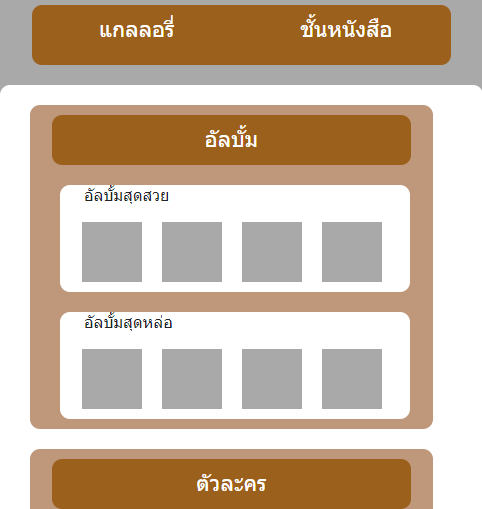 แกลลอรี่ ชั้นหนังสือ
อัลบั้ม
อัลบั้มสุดสวย
อัลบั้มสุดหล่อ
ตัวละคร